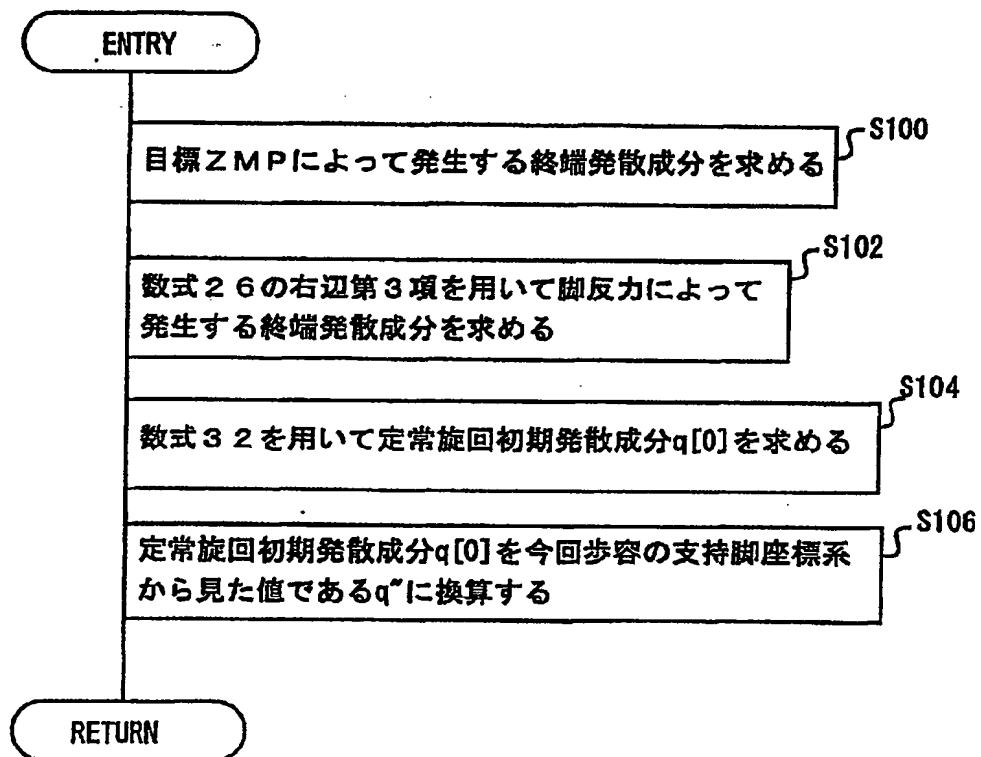 ENTRY
S100
目標ZMPによって発生する終端発散成分を求める
S102
数式26の右辺第3項を用いて脚反力によって
発生する終端発散成分を求める
S104
数式32を用いて定常旋回初期発散成分q[0]を求める
S106
定常旋回初期発散成分q[0]を今回歩容の支持脚座標系
から見た値であるq″に換算する
RETURN